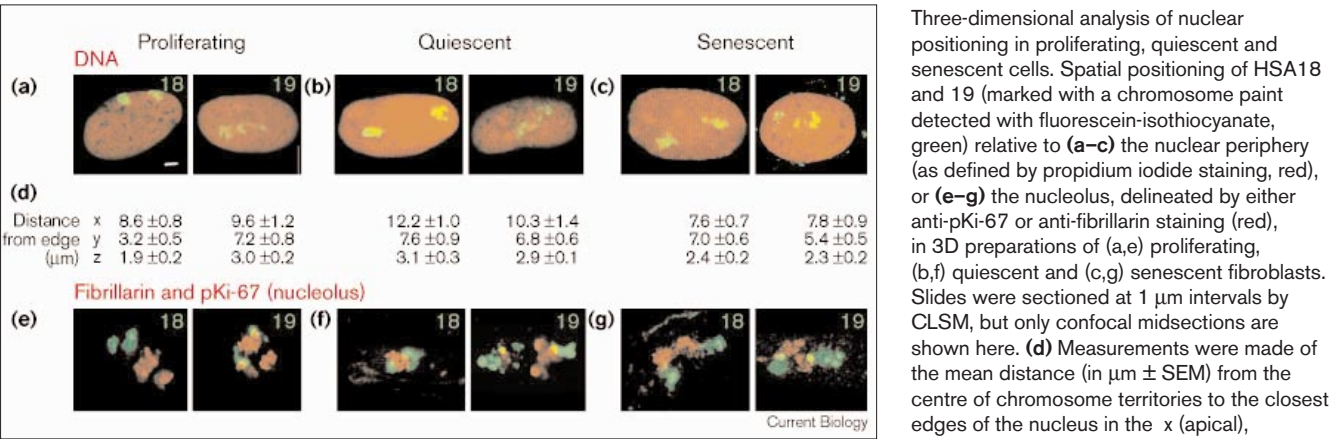 Proliferating Quiescent Senescent
DNA
(a) 18 19 (b) 18 19 (c) 18 19
(d)
Distance x 8.6 ±0.8 9.6 ±1.2 12.2 ±1.0 10.3 ±1.4 7.6 ±0.7 7.8 ±0.9
from edge y 3.2 ±0.5 7.2 ±0.8 7.6 ±0.9 6.8 ±0.6 7.0 ±0.6 5.4 ±0.5
(μm) z 1.9 ±0.2 3.0 ±0.2 3.1 ±0.3 2.9 ±0.1 2.4 ±0.2 2.3 ±0.2
Fibrillarin and pKi-67 (nucleolus)
(e) 18 19 (f) 18 19 (g) 18 19
Current Biology
Three-dimensional analysis of nuclear
positioning in proliferating, quiescent and
senescent cells. Spatial positioning of HSA18
and 19 (marked with a chromosome paint
detected with fluorescein-isothiocyanate,
green) relative to (a–c) the nuclear periphery
(as defined by propidium iodide staining, red),
or (e–g) the nucleolus, delineated by either
anti-pKi-67 or anti-fibrillarin staining (red),
in 3D preparations of (a,e) proliferating,
(b,f) quiescent and (c,g) senescent fibroblasts.
Slides were sectioned at 1 μm intervals by
CLSM, but only confocal midsections are
shown here. (d) Measurements were made of
the mean distance (in μm ± SEM) from the
centre of chromosome territories to the closest
edges of the nucleus in the x (apical),